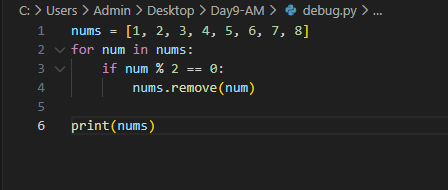 C: > Users > Admin > Desktop > Day9-AM > debug.py > ...
1 nums = [1, 2, 3, 4, 5, 6, 7, 8]
2 for num in nums:
3     if num % 2 == 0:
4         nums.remove(num)
5
6 print(nums)